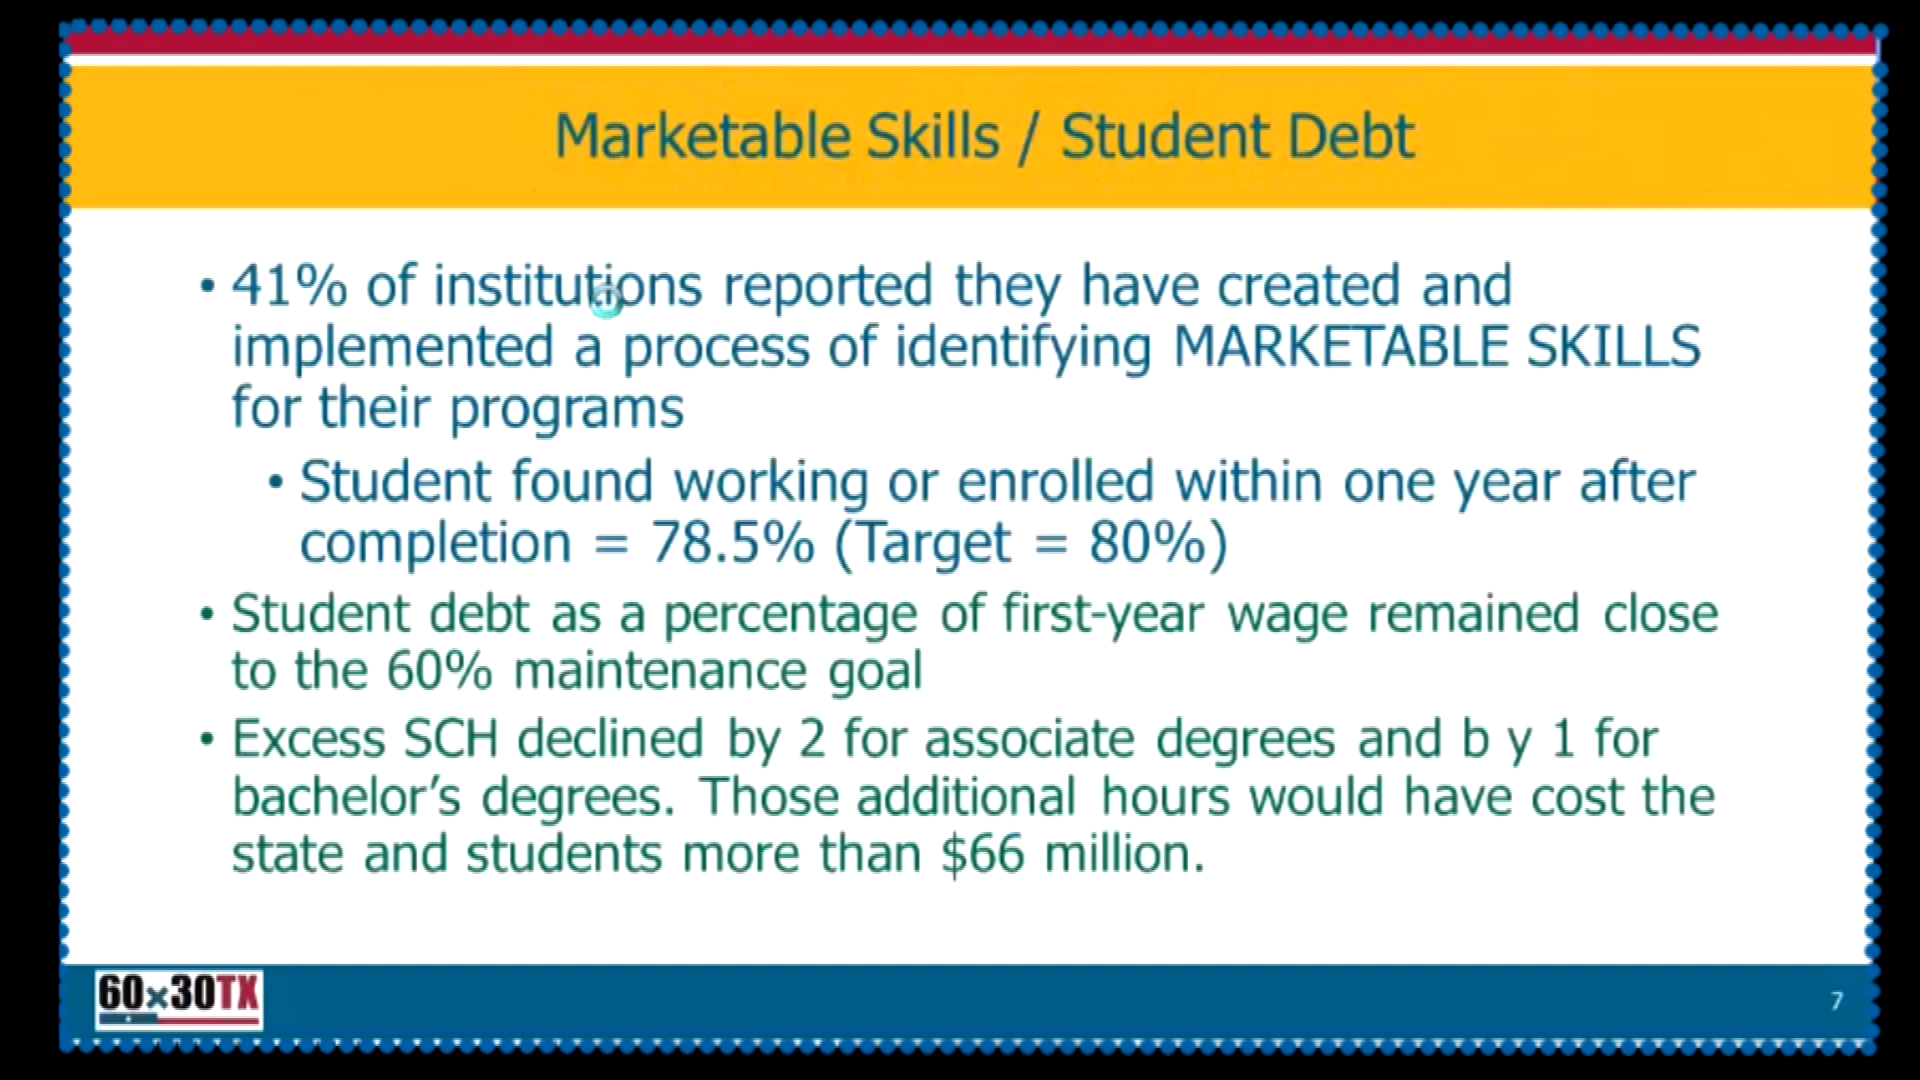 Marketable Skills / Student Debt
• 41% of institutions reported they have created and
implemented a process of identifying MARKETABLE SKILLS
for their programs
• Student found working or enrolled within one year after
completion = 78.5% (Target = 80%)
• Student debt as a percentage of first-year wage remained close
to the 60% maintenance goal
• Excess SCH declined by 2 for associate degrees and b y 1 for
bachelor’s degrees. Those additional hours would have cost the
state and students more than $66 million.
60x30TX
7